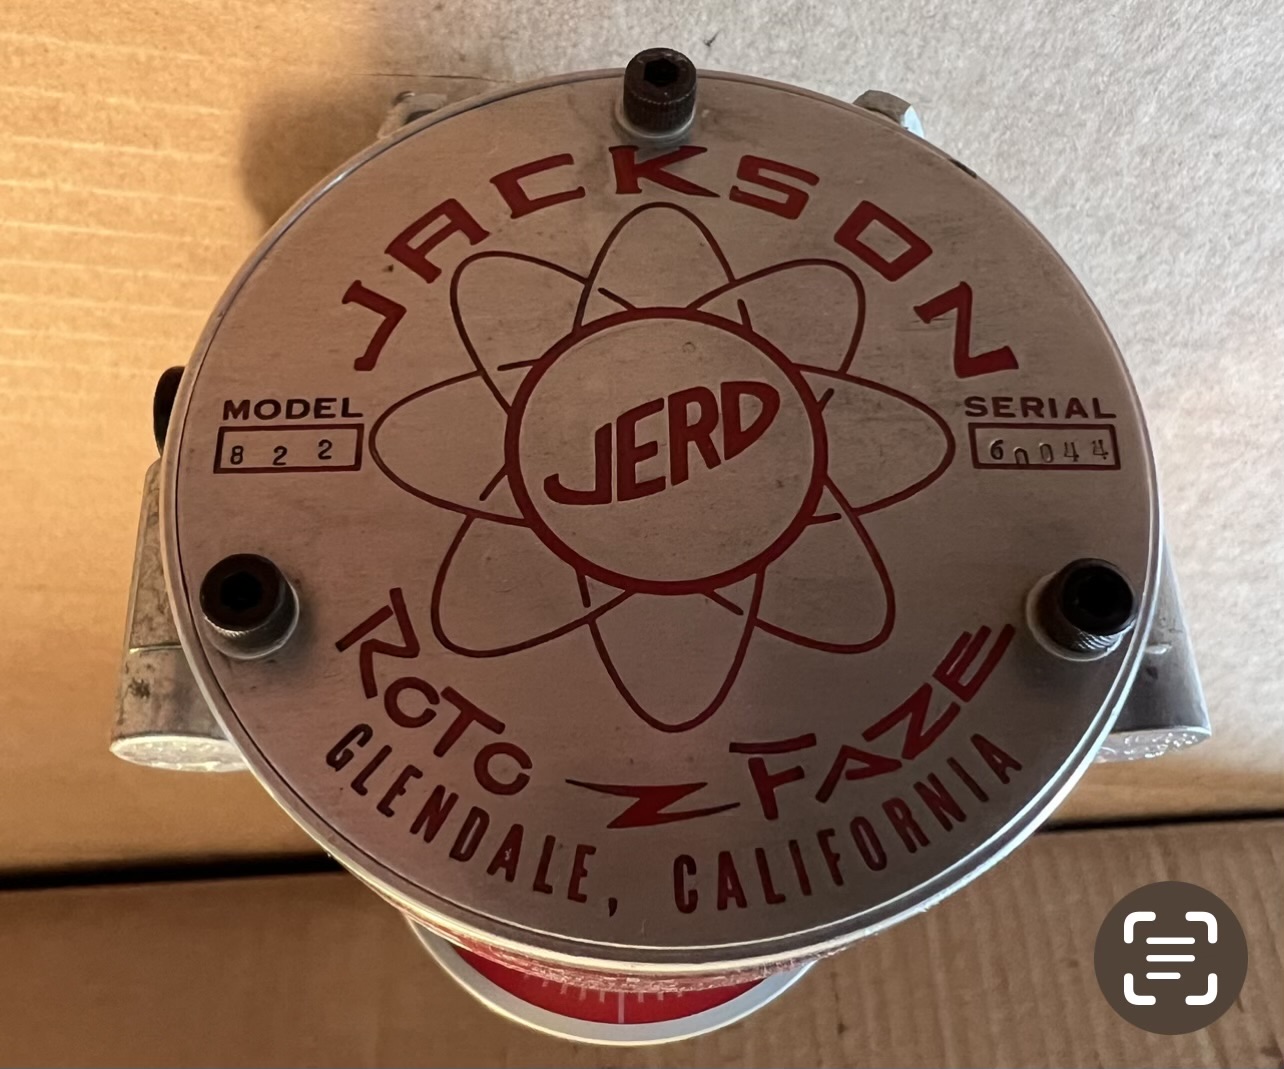 JACKSON
MODEL
822
SERIAL
60044
JERD
ROTO FAZE
GLENDALE, CALIFORNIA